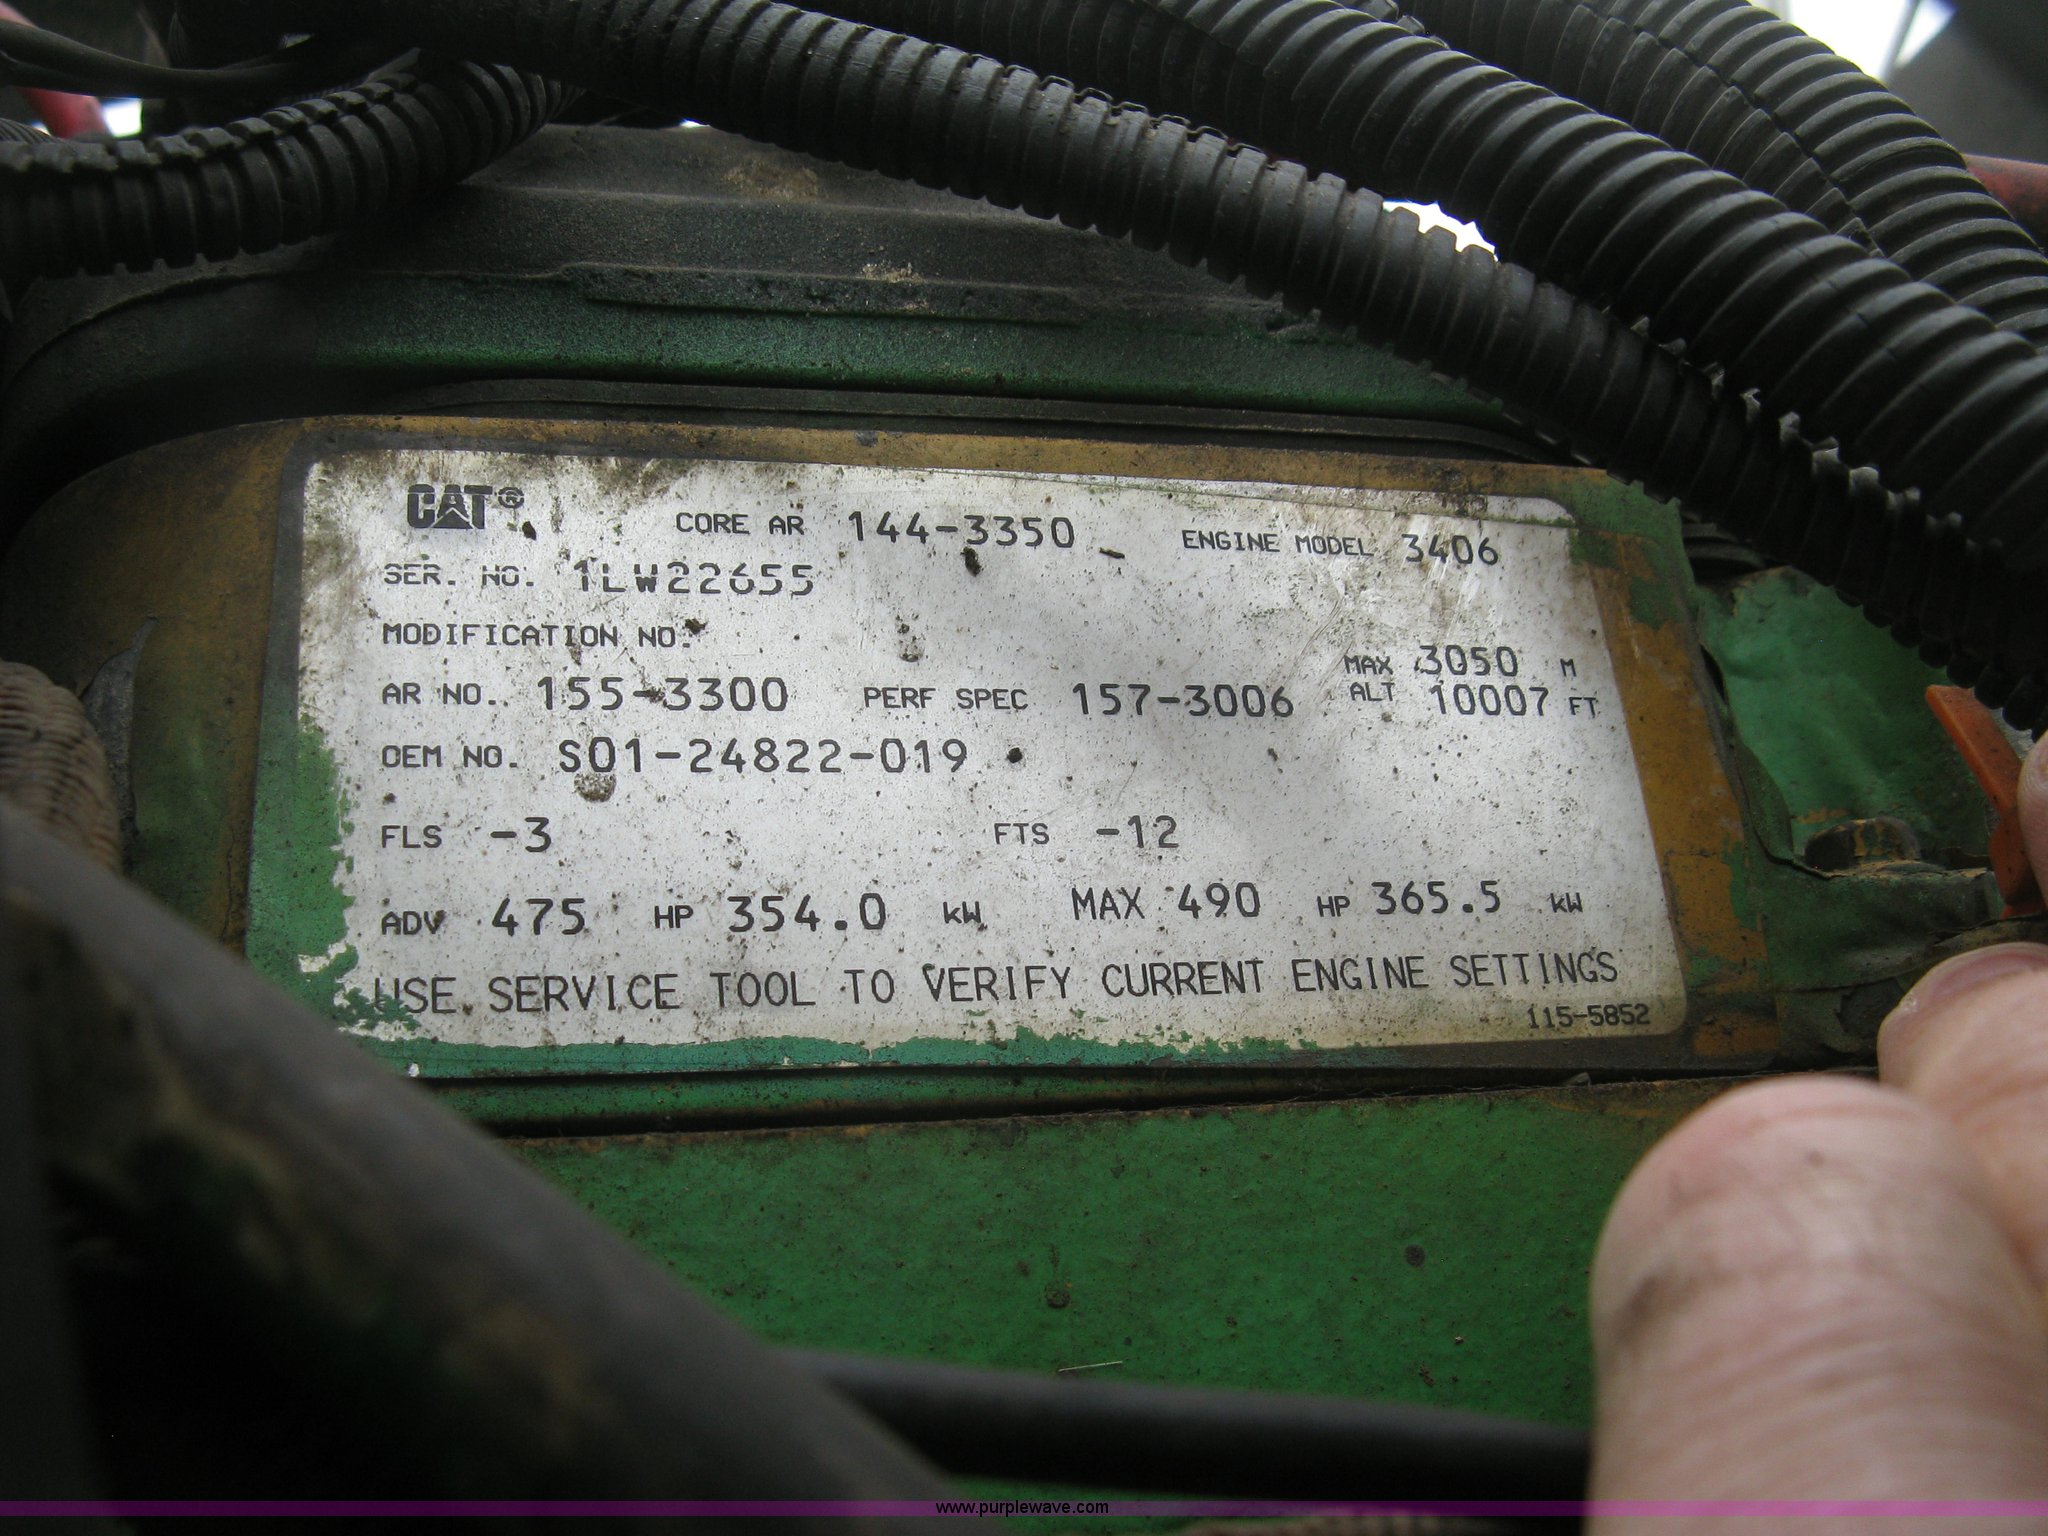 CAT® CORE AR 144-3350 ENGINE MODEL 3406
SER. NO. 1LW22655
MODIFICATION NO.
AR NO. 155-3300 PERF SPEC 157-3006 MAX ALT 3050 M 10007 FT
OEM NO. S01-24822-019
FLS -3 FTS -12
ADV 475 HP 354.0 kW MAX 490 HP 365.5 kW
USE SERVICE TOOL TO VERIFY CURRENT ENGINE SETTINGS
115-5852
www.purplewave.com